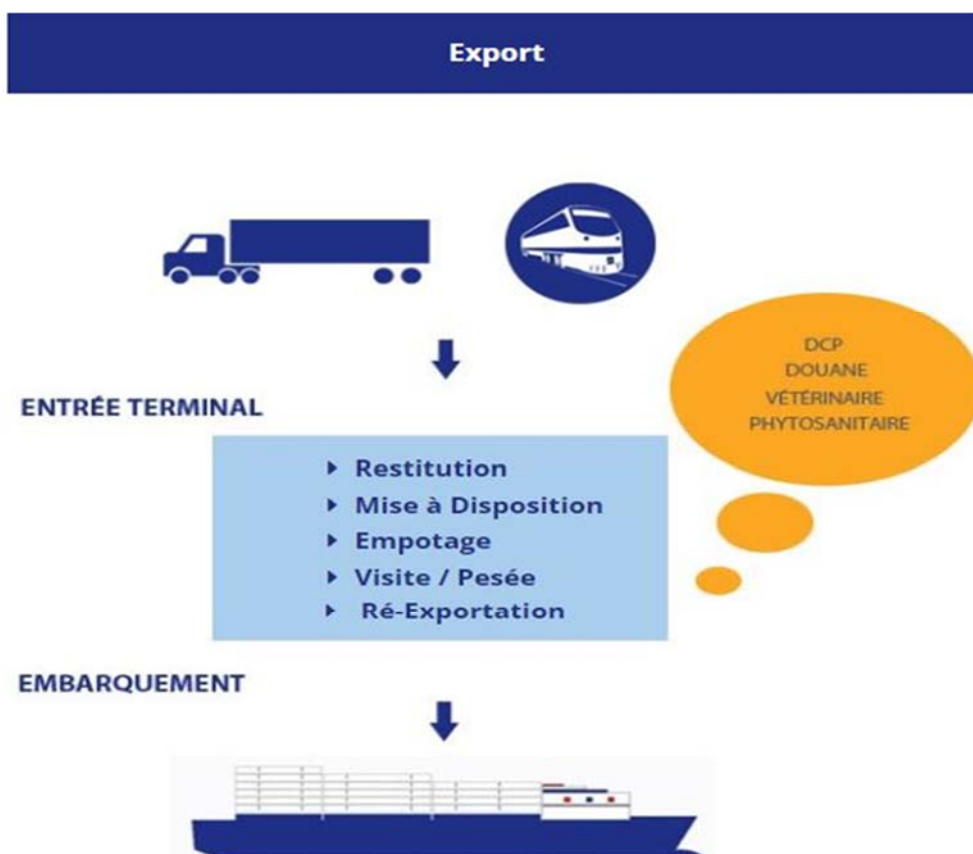 Export
DCP
DOUANE
VÉTÉRINAIRE
PHYTOSANITAIRE
ENTRÉE TERMINAL
Restitution
Mise à Disposition
Empotage
Visite / Pesée
Ré-Exportation
EMBARQUEMENT